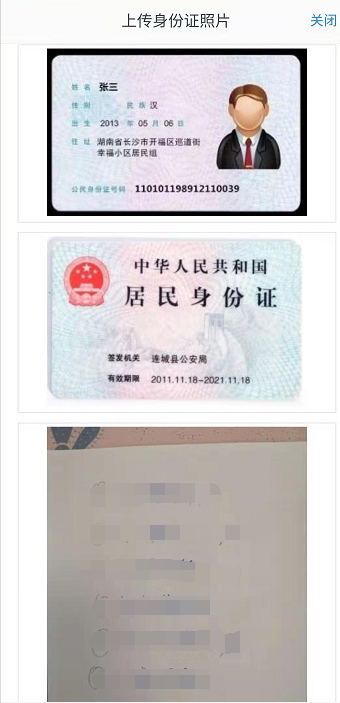 上传身份证照片
关闭
姓名 张三
性别 民族 汉
出生 2013 年 05 月 06 日
住址 湖南省长沙市开福区巡道街
幸福小区居民组
公民身份证号码 110101198912110039
中华人民共和国
居民身份证
签发机关 连城县公安局
有效期限 2011.11.18-2021.11.18